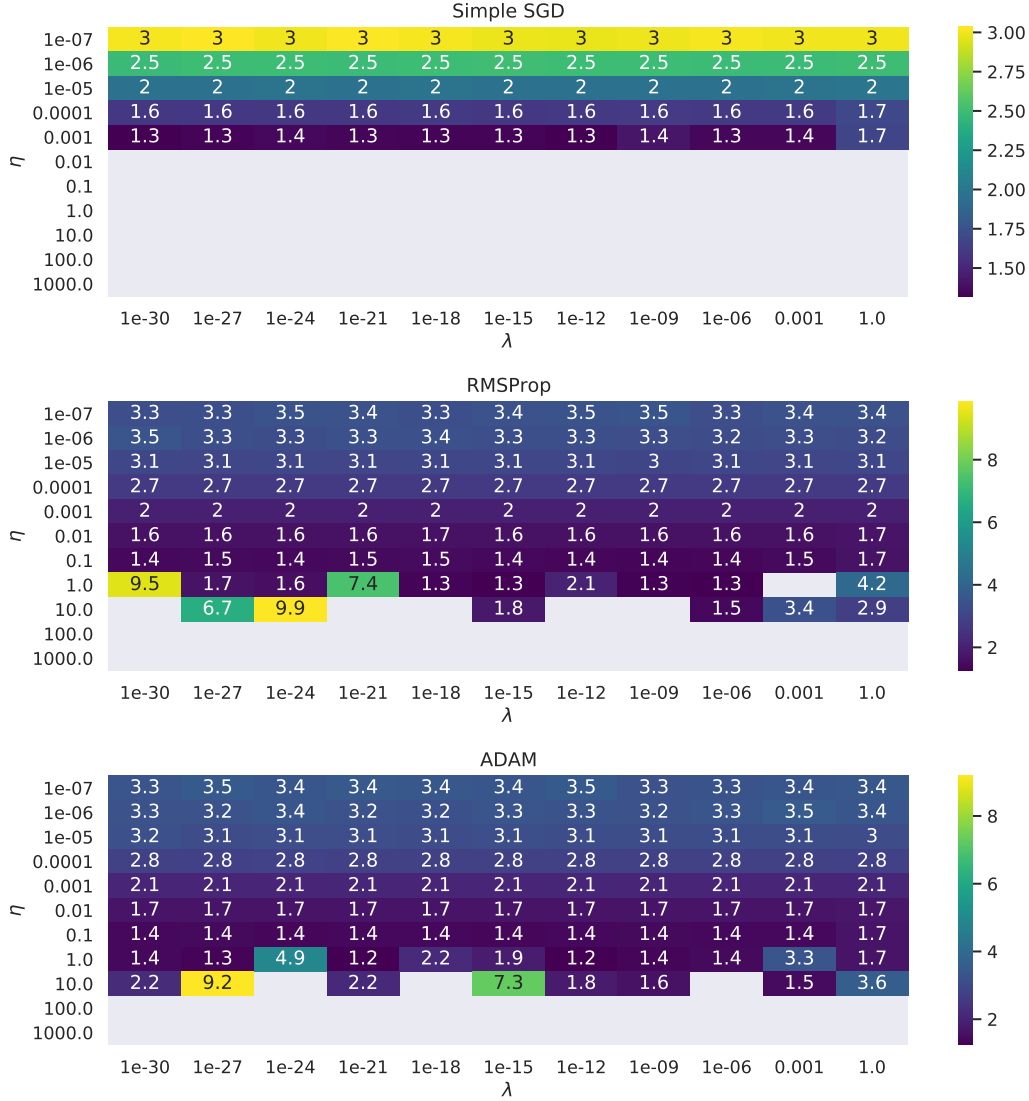 Simple SGD
1e-07 3 3 3 3 3 3 3 3 3 3 3
1e-06 2.5 2.5 2.5 2.5 2.5 2.5 2.5 2.5 2.5 2.5 2.5
1e-05 2 2 2 2 2 2 2 2 2 2 2
0.0001 1.6 1.6 1.6 1.6 1.6 1.6 1.6 1.6 1.6 1.6 1.7
0.001 1.3 1.3 1.4 1.3 1.3 1.3 1.3 1.4 1.3 1.4 1.7
0.01
0.1
1.0
10.0
100.0
1000.0
η
1e-30 1e-27 1e-24 1e-21 1e-18 1e-15 1e-12 1e-09 1e-06 0.001 1.0
λ
3.00
2.75
2.50
2.25
2.00
1.75
1.50
RMSProp
1e-07 3.3 3.3 3.5 3.4 3.3 3.4 3.5 3.5 3.3 3.4 3.4
1e-06 3.5 3.3 3.3 3.3 3.4 3.3 3.3 3.3 3.2 3.3 3.2
1e-05 3.1 3.1 3.1 3.1 3.1 3.1 3.1 3 3.1 3.1 3.1
0.0001 2.7 2.7 2.7 2.7 2.7 2.7 2.7 2.7 2.7 2.7 2.7
0.001 2 2 2 2 2 2 2 2 2 2 2
0.01 1.6 1.6 1.6 1.6 1.7 1.6 1.6 1.6 1.6 1.6 1.7
0.1 1.4 1.5 1.4 1.5 1.5 1.4 1.4 1.4 1.4 1.5 1.7
1.0 9.5 1.7 1.6 7.4 1.3 1.3 2.1 1.3 1.3 4.2
10.0 6.7 9.9 1.8 1.5 3.4 2.9
100.0
1000.0
η
1e-30 1e-27 1e-24 1e-21 1e-18 1e-15 1e-12 1e-09 1e-06 0.001 1.0
λ
8
6
4
2
ADAM
1e-07 3.3 3.5 3.4 3.4 3.4 3.4 3.5 3.3 3.3 3.4 3.4
1e-06 3.3 3.2 3.4 3.2 3.2 3.3 3.3 3.2 3.3 3.5 3.4
1e-05 3.2 3.1 3.1 3.1 3.1 3.1 3.1 3.1 3.1 3.1 3
0.0001 2.8 2.8 2.8 2.8 2.8 2.8 2.8 2.8 2.8 2.8 2.8
0.001 2.1 2.1 2.1 2.1 2.1 2.1 2.1 2.1 2.1 2.1 2.1
0.01 1.7 1.7 1.7 1.7 1.7 1.7 1.7 1.7 1.7 1.7 1.7
0.1 1.4 1.4 1.4 1.4 1.4 1.4 1.4 1.4 1.4 1.4 1.7
1.0 1.4 1.3 4.9 1.2 2.2 1.9 1.2 1.4 1.4 3.3 1.7
10.0 2.2 9.2 2.2 7.3 1.8 1.6 1.5 3.6
100.0
1000.0
η
1e-30 1e-27 1e-24 1e-21 1e-18 1e-15 1e-12 1e-09 1e-06 0.001 1.0
λ
8
6
4
2